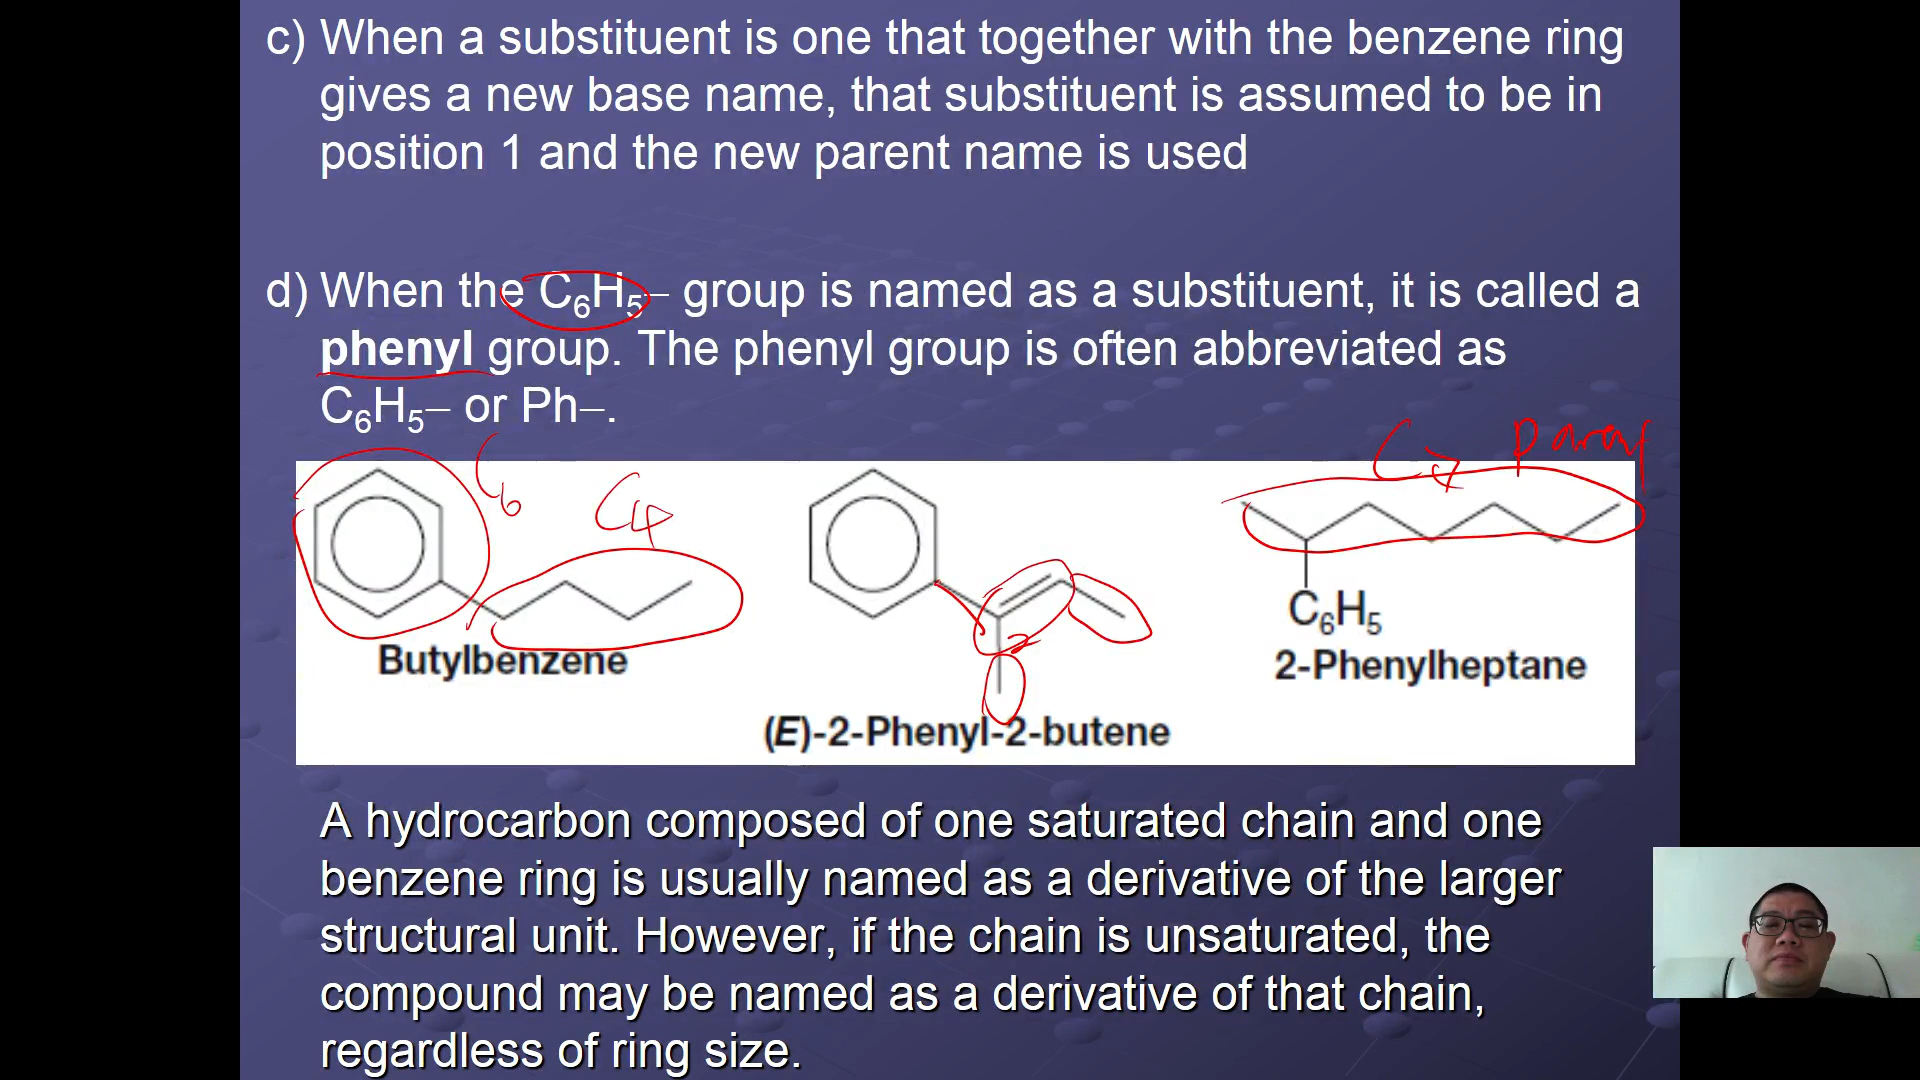 c) When a substituent is one that together with the benzene ring
gives a new base name, that substituent is assumed to be in
position 1 and the new parent name is used
d) When the C₆H₅– group is named as a substituent, it is called a
phenyl group. The phenyl group is often abbreviated as
C₆H₅– or Ph–.
C₆
C₄
C₇
2
C₆H₅
Butylbenzene
(E)-2-Phenyl-2-butene
2-Phenylheptane
A hydrocarbon composed of one saturated chain and one
benzene ring is usually named as a derivative of the larger
structural unit. However, if the chain is unsaturated, the
compound may be named as a derivative of that chain,
regardless of ring size.